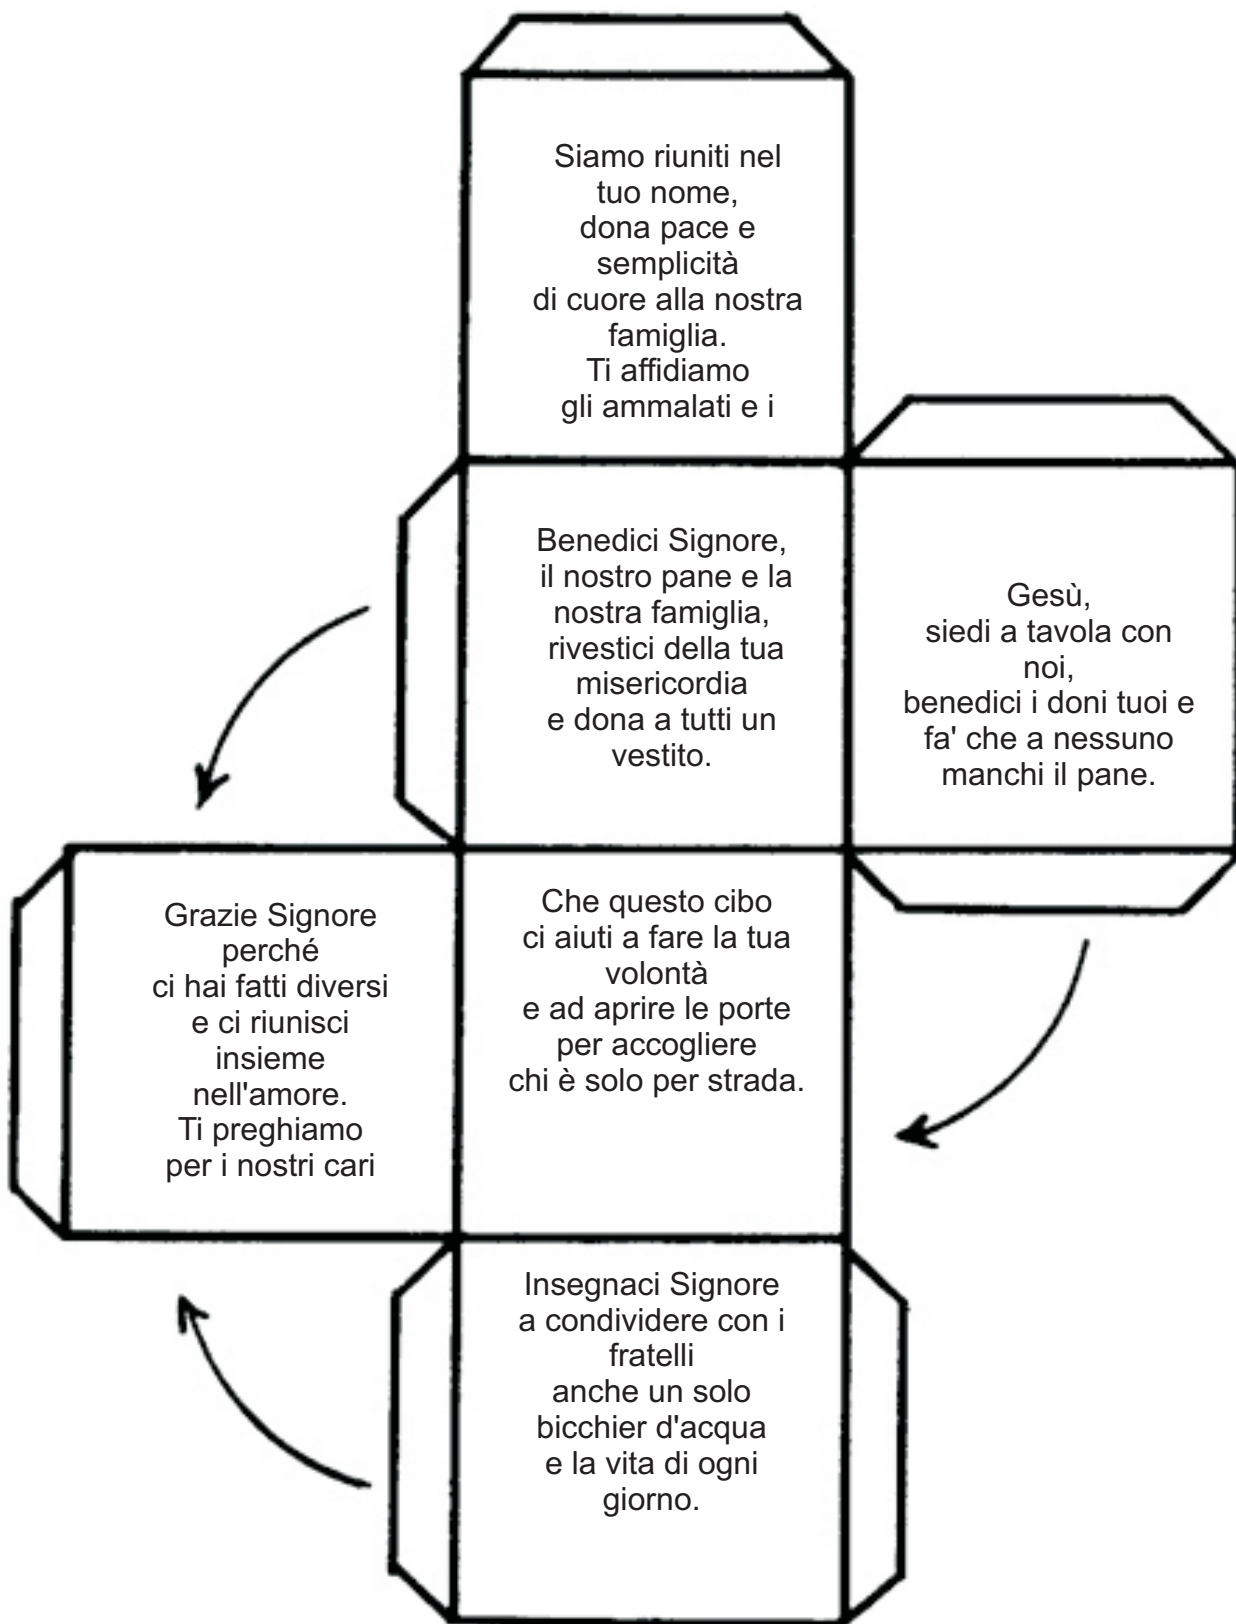 Siamo riuniti nel
tuo nome,
dona pace e
semplicità
di cuore alla nostra
famiglia.
Ti affidiamo
gli ammalati e i
Benedici Signore,
il nostro pane e la
nostra famiglia,
rivestici della tua
misericordia
e dona a tutti un
vestito.
Gesù,
siedi a tavola con
noi,
benedici i doni tuoi e
fa' che a nessuno
manchi il pane.
Grazie Signore
perché
ci hai fatti diversi
e ci riunisci
insieme
nell'amore.
Ti preghiamo
per i nostri cari
Che questo cibo
ci aiuti a fare la tua
volontà
e ad aprire le porte
per accogliere
chi è solo per strada.
Insegnaci Signore
a condividere con i
fratelli
anche un solo
bicchier d'acqua
e la vita di ogni
giorno.